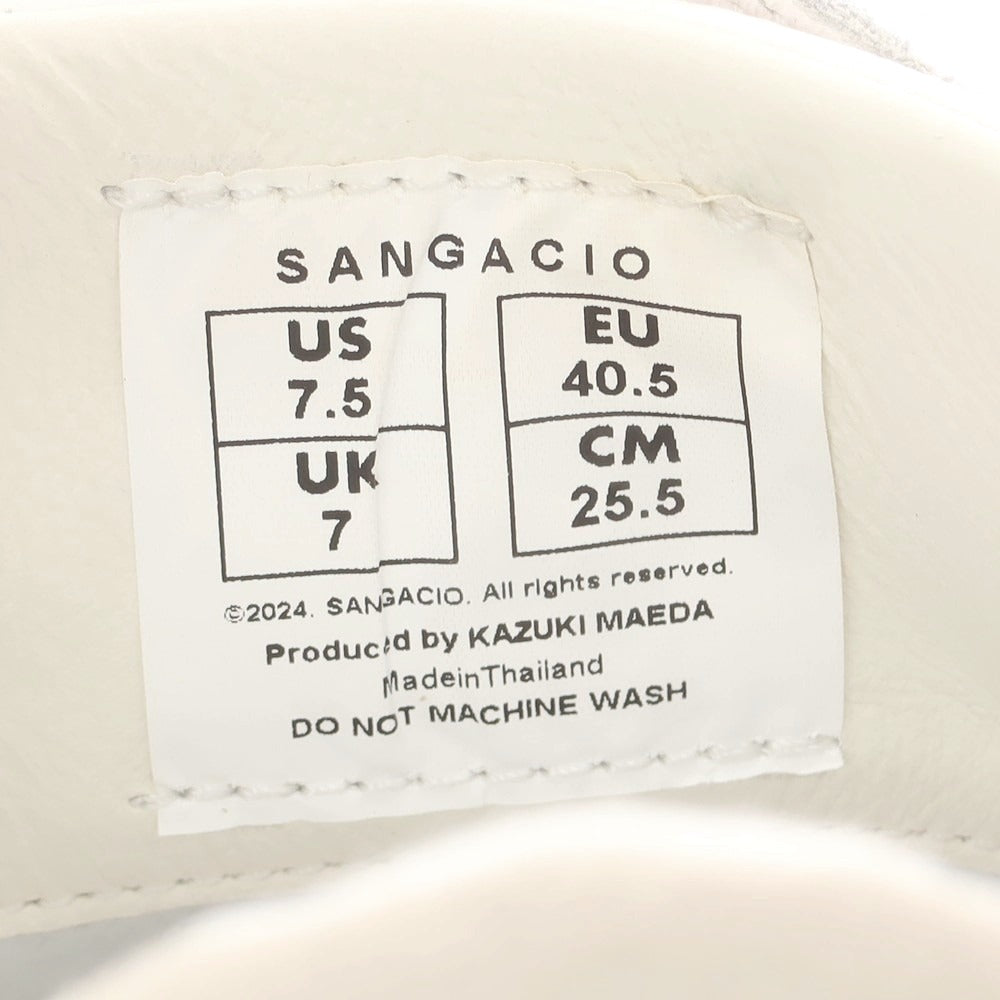 SANGACIO
US
7.5
UK
7
EU
40.5
CM
25.5
©2024. SANGACIO. All rights reserved.
Produced by KAZUKI MAEDA
MadeinThailand
DO NOT MACHINE WASH